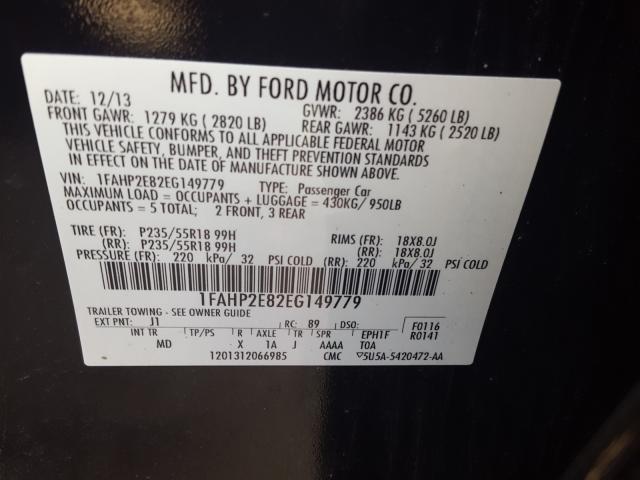 MFD. BY FORD MOTOR CO.
DATE: 12/13 GVWR: 2386 KG ( 5260 LB)
FRONT GAWR: 1279 KG ( 2820 LB) REAR GAWR: 1143 KG ( 2520 LB)
THIS VEHICLE CONFORMS TO ALL APPLICABLE FEDERAL MOTOR
VEHICLE SAFETY, BUMPER, AND THEFT PREVENTION STANDARDS
IN EFFECT ON THE DATE OF MANUFACTURE SHOWN ABOVE.
VIN: 1FAHP2E82EG149779 TYPE: Passenger Car
MAXIMUM LOAD = OCCUPANTS + LUGGAGE = 430KG/ 950LB
OCCUPANTS = 5 TOTAL; 2 FRONT, 3 REAR
TIRE (FR): P235/55R18 99H RIMS (FR): 18X8.0J
(RR): P235/55R18 99H (RR): 18X8.0J
PRESSURE (FR): 220 kPa/ 32 PSI COLD (RR): 220 kPa/ 32 PSI COLD
1FAHP2E82EG149779
TRAILER TOWING - SEE OWNER GUIDE
EXT PNT: J1 RC: 89 DSO: F0116
INT TR TP/PS R AXLE TR SPR EPH1F R0141
MD X 1A J AAAA TOA
1201312066985 CMC ▽5U5A-5420472-AA